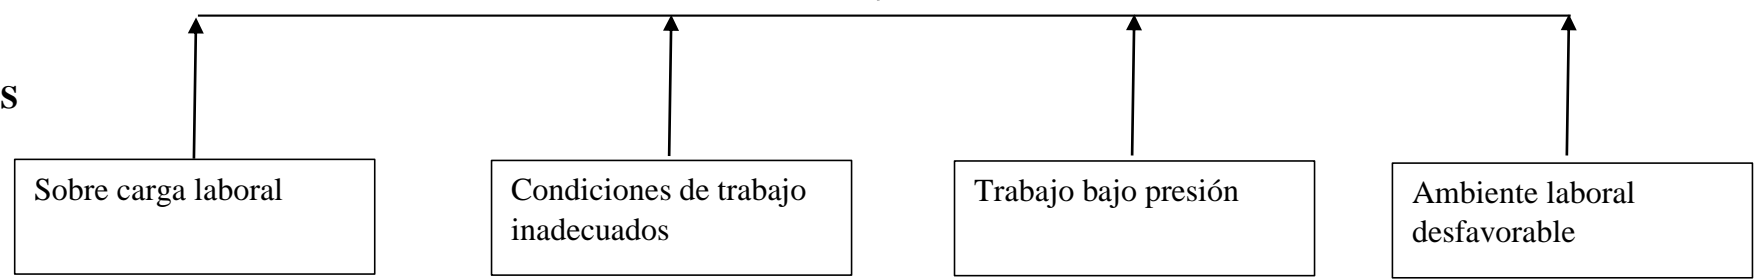 S
Sobre carga laboral
Condiciones de trabajo
inadecuados
Trabajo bajo presión
Ambiente laboral
desfavorable